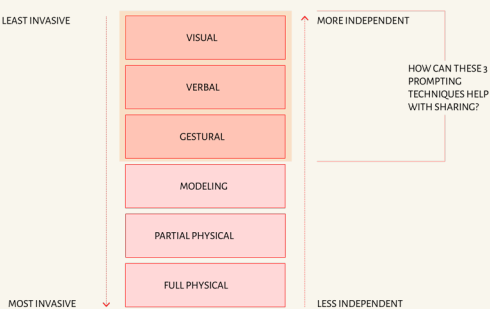 LEAST INVASIVE
MORE INDEPENDENT
VISUAL
VERBAL
GESTURAL
MODELING
PARTIAL PHYSICAL
FULL PHYSICAL
HOW CAN THESE 3
PROMPTING
TECHNIQUES HELP
WITH SHARING?
MOST INVASIVE
LESS INDEPENDENT